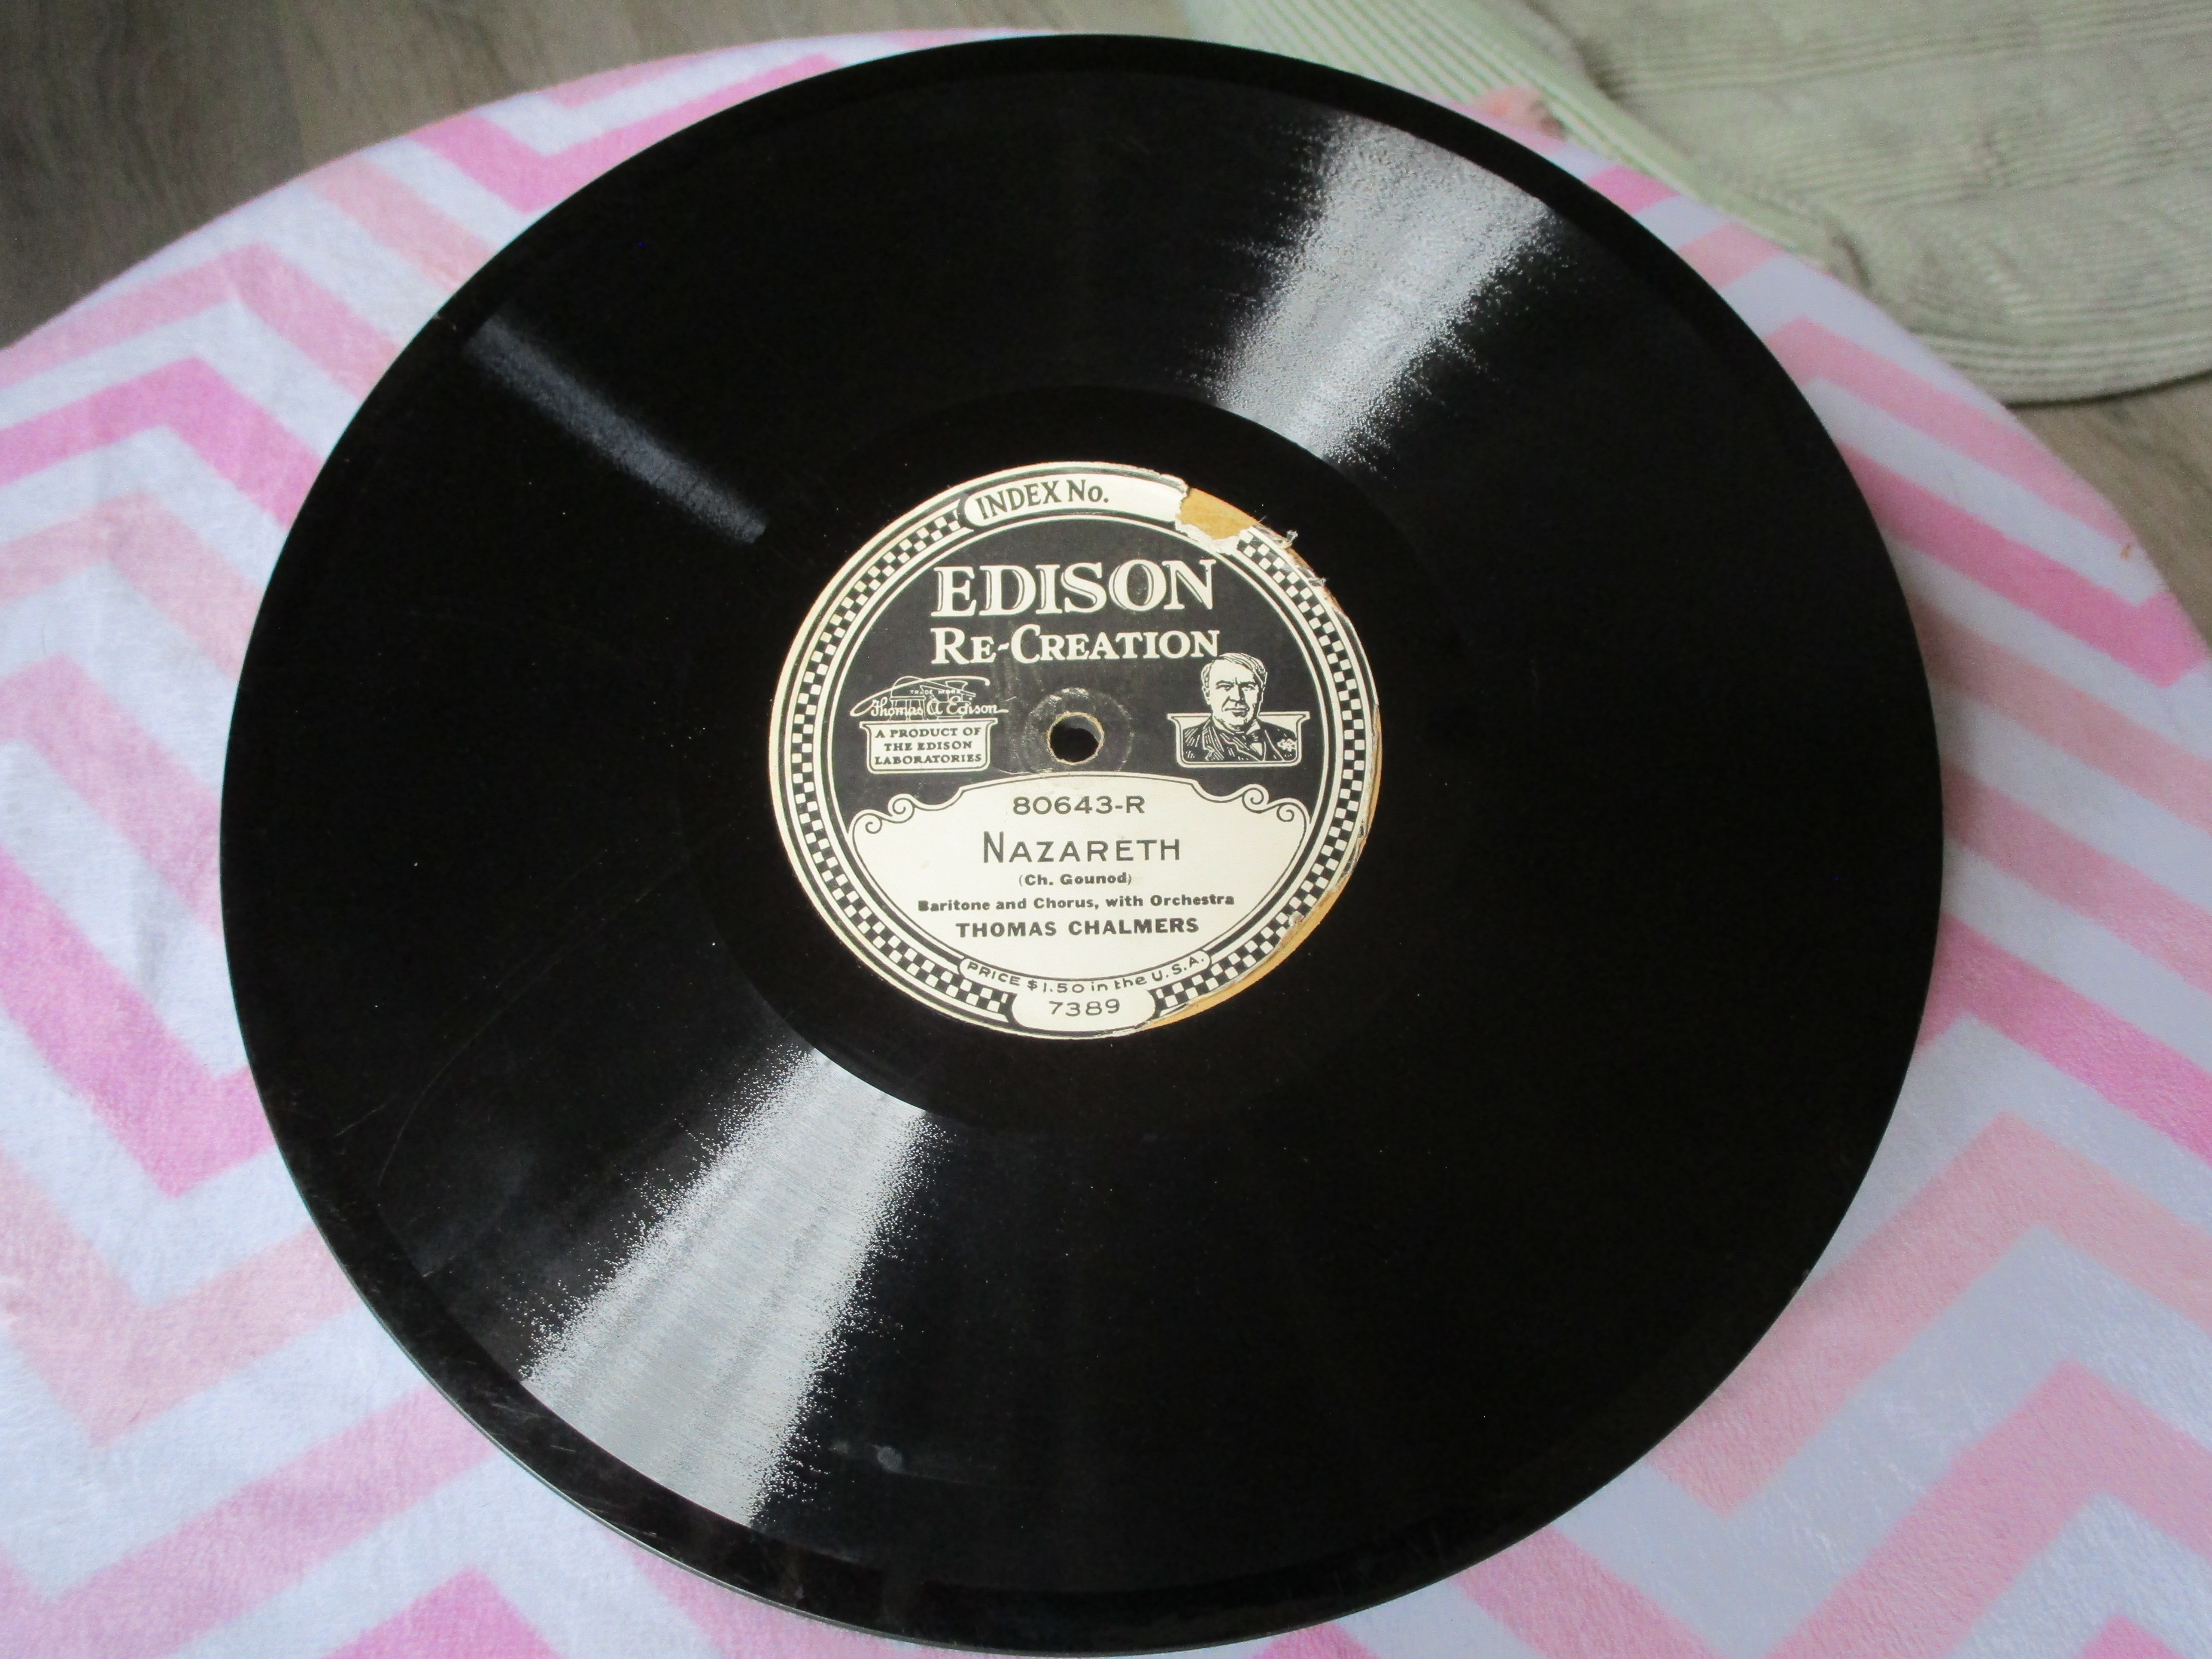 INDEX No.
EDISON
RE-CREATION
TRADE MARK
Thomas A Edison
A PRODUCT OF
THE EDISON
LABORATORIES
80643-R
NAZARETH
(Ch. Gounod)
Baritone and Chorus, with Orchestra
THOMAS CHALMERS
PRICE $1.50 in the U.S.A.
7389